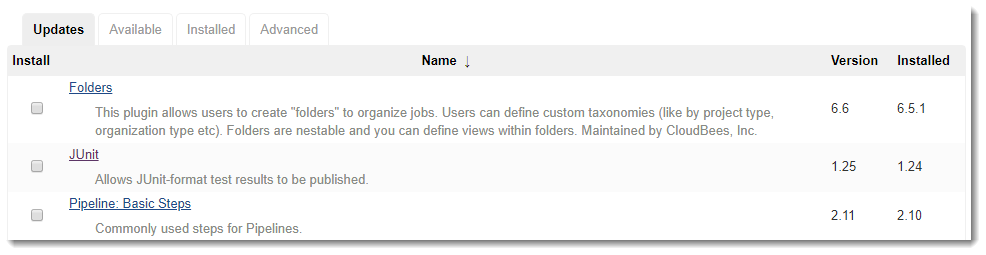 Updates Available Installed Advanced
Install Name ↓ Version Installed
Folders
This plugin allows users to create "folders" to organize jobs. Users can define custom taxonomies (like by project type, 6.6 6.5.1
organization type etc). Folders are nestable and you can define views within folders. Maintained by CloudBees, Inc.
JUnit
Allows JUnit-format test results to be published. 1.25 1.24
Pipeline: Basic Steps
Commonly used steps for Pipelines. 2.11 2.10